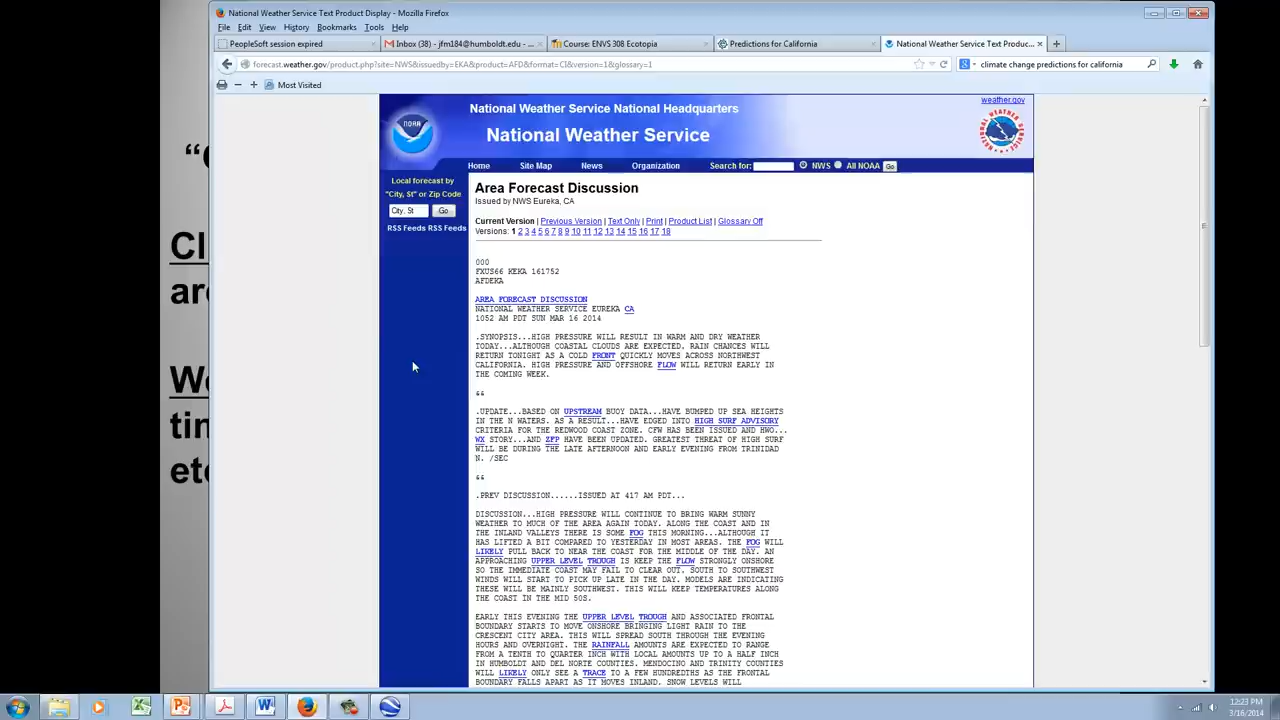 National Weather Service Text Product Display - Mozilla Firefox
File Edit View History Bookmarks Tools Help
PeopleSoft session expired
Inbox (38) - jfm184@humboldt.edu - ...
Course: ENVS 308 Ecotopia
Predictions for California
National Weather Service Text Produc...
forecast.weather.gov/product.php?site=NWS&issuedby=EKA&product=AFD&format=CI&version=1&glossary=1
climate change predictions for california
Most Visited
National Weather Service National Headquarters
weather.gov
NOAA
National Weather Service
Home Site Map News Organization Search for: NWS All NOAA Go
Local forecast by
"City, St" or Zip Code
City, St Go
RSS Feeds RSS Feeds
Area Forecast Discussion
Issued by NWS Eureka, CA
Current Version | Previous Version | Text Only | Print | Product List | Glossary Off
Versions: 1 2 3 4 5 6 7 8 9 10 11 12 13 14 15 16 17 18
000
FXUS66 KEKA 161752
AFDEKA
AREA FORECAST DISCUSSION
NATIONAL WEATHER SERVICE EUREKA CA
1052 AM PDT SUN MAR 16 2014
.SYNOPSIS...HIGH PRESSURE WILL RESULT IN WARM AND DRY WEATHER
TODAY...ALTHOUGH COASTAL CLOUDS ARE EXPECTED. RAIN CHANCES WILL
RETURN TONIGHT AS A COLD FRONT QUICKLY MOVES ACROSS NORTHWEST
CALIFORNIA. HIGH PRESSURE AND OFFSHORE FLOW WILL RETURN EARLY IN
THE COMING WEEK.
&&
.UPDATE...BASED ON UPSTREAM BUOY DATA...HAVE BUMPED UP SEA HEIGHTS
IN THE N WATERS. AS A RESULT...HAVE EDGED INTO HIGH SURF ADVISORY
CRITERIA FOR THE REDWOOD COAST ZONE. CFW HAS BEEN ISSUED AND HWO...
WX STORY...AND ZFP HAVE BEEN UPDATED. GREATEST THREAT OF HIGH SURF
WILL BE DURING THE LATE AFTERNOON AND EARLY EVENING FROM TRINIDAD
N. /SEC
&&
.PREV DISCUSSION......ISSUED AT 417 AM PDT...
DISCUSSION...HIGH PRESSURE WILL CONTINUE TO BRING WARM SUNNY
WEATHER TO MUCH OF THE AREA AGAIN TODAY. ALONG THE COAST AND IN
THE INLAND VALLEYS THERE IS SOME FOG THIS MORNING...ALTHOUGH IT
HAS LIFTED A BIT COMPARED TO YESTERDAY IN MOST AREAS. THE FOG WILL
LIKELY PULL BACK TO NEAR THE COAST FOR THE MIDDLE OF THE DAY. AN
APPROACHING UPPER LEVEL TROUGH IS KEEP THE FLOW STRONGLY ONSHORE
SO THE IMMEDIATE COAST MAY FAIL TO CLEAR OUT. SOUTH TO SOUTHWEST
WINDS WILL START TO PICK UP LATE IN THE DAY. MODELS ARE INDICATING
THESE WILL BE MAINLY SOUTHWEST. THIS WILL KEEP TEMPERATURES ALONG
THE COAST IN THE MID 50S.
EARLY THIS EVENING THE UPPER LEVEL TROUGH AND ASSOCIATED FRONTAL
BOUNDARY STARTS TO MOVE ONSHORE BRINGING LIGHT RAIN TO THE
CRESCENT CITY AREA. THIS WILL SPREAD SOUTH THROUGH THE EVENING
HOURS AND OVERNIGHT. THE RAINFALL AMOUNTS ARE EXPECTED TO RANGE
FROM A TENTH TO QUARTER INCH WITH LOCAL AMOUNTS UP TO A HALF INCH
IN HUMBOLDT AND DEL NORTE COUNTIES. MENDOCINO AND TRINITY COUNTIES
WILL LIKELY ONLY SEE A TRACE TO A FEW HUNDREDTHS AS THE FRONTAL
BOUNDARY FALLS APART AS IT MOVES INLAND. SNOW LEVELS WILL
12:23 PM
3/16/2014